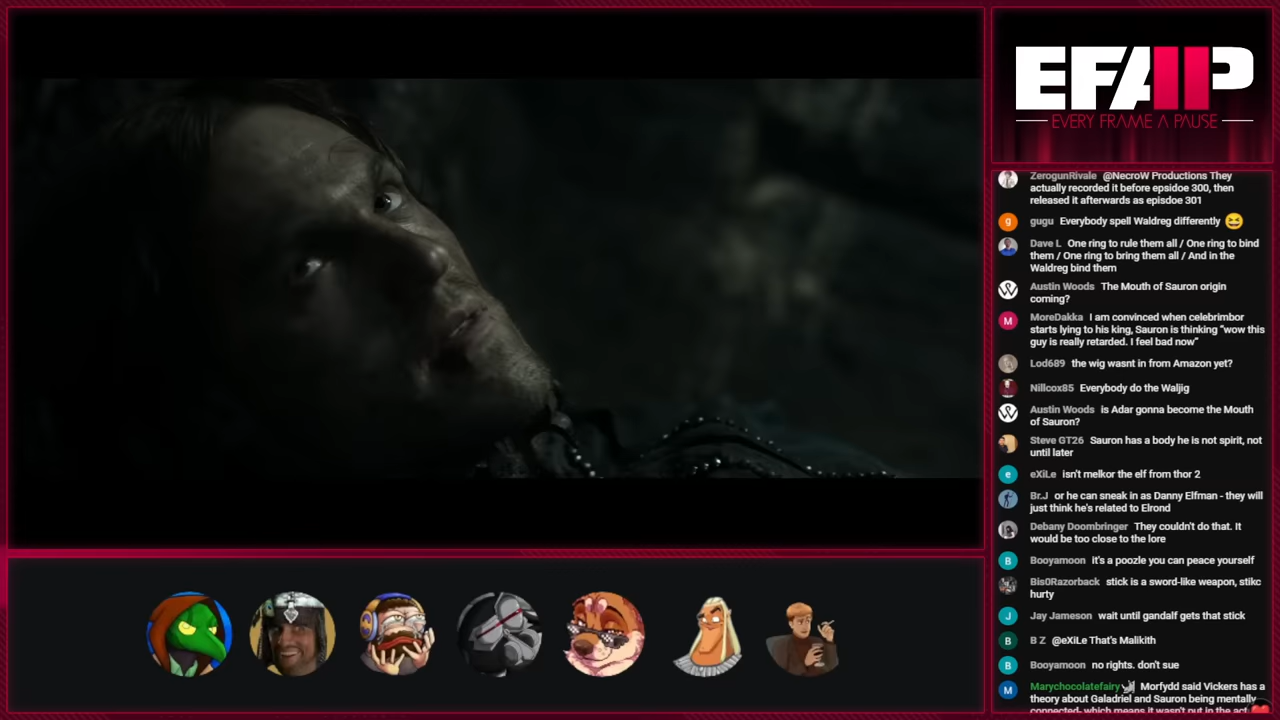 EFAP
EVERY FRAME A PAUSE
ZerogunRivale @NecroW Productions They
actually recorded it before epsidoe 300, then
released it afterwards as epsiode 301
g
gugu Everybody spell Waldreg differently 😆
Dave L One ring to rule them all / One ring to bind
them / One ring to bring them all / And in the
Waldreg bind them
Austin Woods The Mouth of Sauron origin
coming?
M
MoreDakka I am convinced when celebrimbor
starts lying to his king, Sauron is thinking "wow this
guy is really retarded. I feel bad now"
Lod689 the wig wasnt in from Amazon yet?
Nillcox85 Everybody do the Waljig
Austin Woods is Adar gonna become the Mouth
of Sauron?
Steve GT26 Sauron has a body he is not spirit, not
until later
e
eXiLe isn't melkor the elf from thor 2
Br.J or he can sneak in as Danny Elfman - they will
just think he's related to Elrond
Debany Doombringer They couldn't do that. It
would be too close to the lore
B
Booyamoon it's a poozle you can peace yourself
Bis0Razorback stick is a sword-like weapon, stikc
hurty
J
Jay Jameson wait until gandalf gets that stick
B
B Z @eXiLe That's Malikith
B
Booyamoon no rights. don't sue
M
Marychocolatefairy Morfydd said Vickers has a
theory about Galadriel and Sauron being mentally
connected- which means it wasn't put in the act